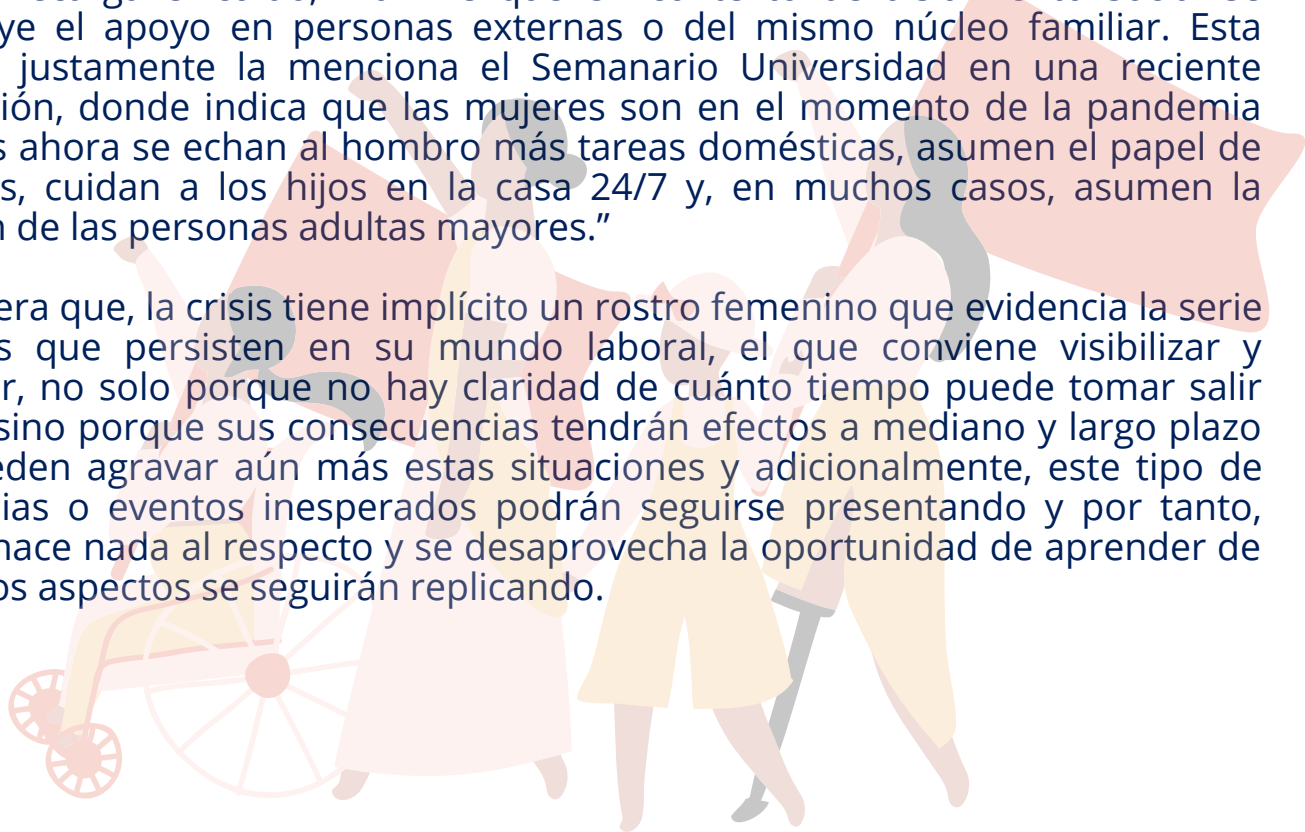 ye el apoyo en personas externas o del mismo núcleo familiar. Esta
justamente la menciona el Semanario Universidad en una reciente
ión, donde indica que las mujeres son en el momento de la pandemia
s ahora se echan al hombro más tareas domésticas, asumen el papel de
s, cuidan a los hijos en la casa 24/7 y, en muchos casos, asumen la
n de las personas adultas mayores.”
era que, la crisis tiene implícito un rostro femenino que evidencia la serie
s que persisten en su mundo laboral, el que conviene visibilizar y
r, no solo porque no hay claridad de cuánto tiempo puede tomar salir
sino porque sus consecuencias tendrán efectos a mediano y largo plazo
eden agravar aún más estas situaciones y adicionalmente, este tipo de
ias o eventos inesperados podrán seguirse presentando y por tanto,
hace nada al respecto y se desaprovecha la oportunidad de aprender de
os aspectos se seguirán replicando.